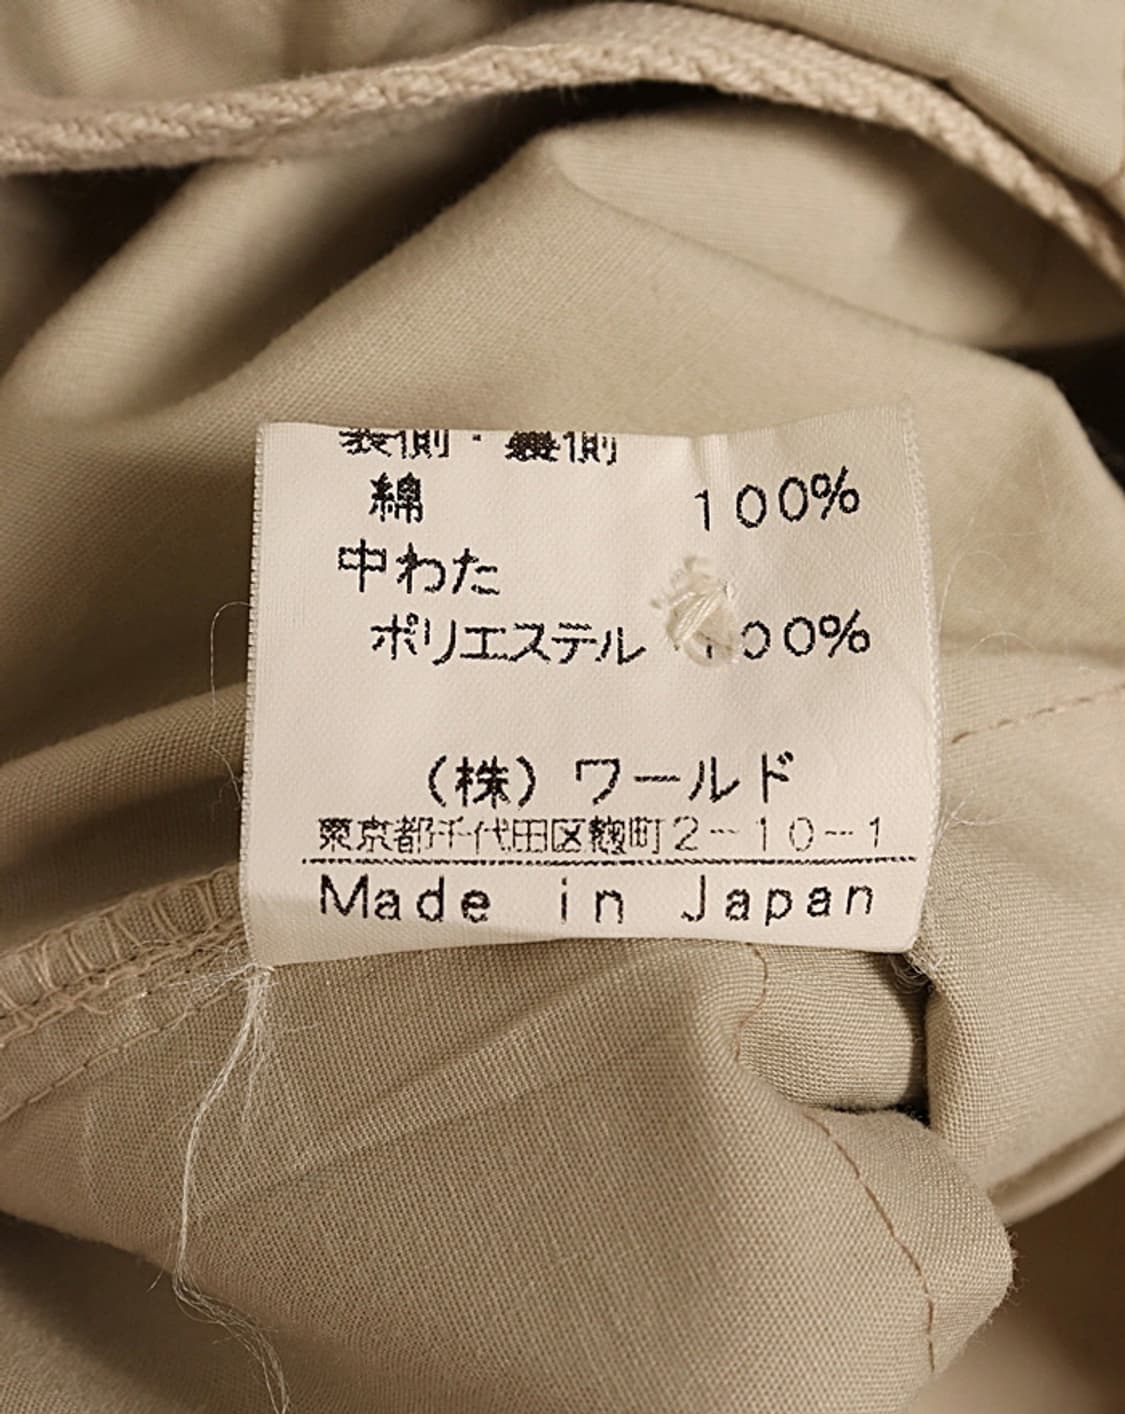 表側・裏側
綿 100%
中わた
ポリエステル 100%
(株)ワールド
東京都千代田区麹町2-10-1
Made in Japan